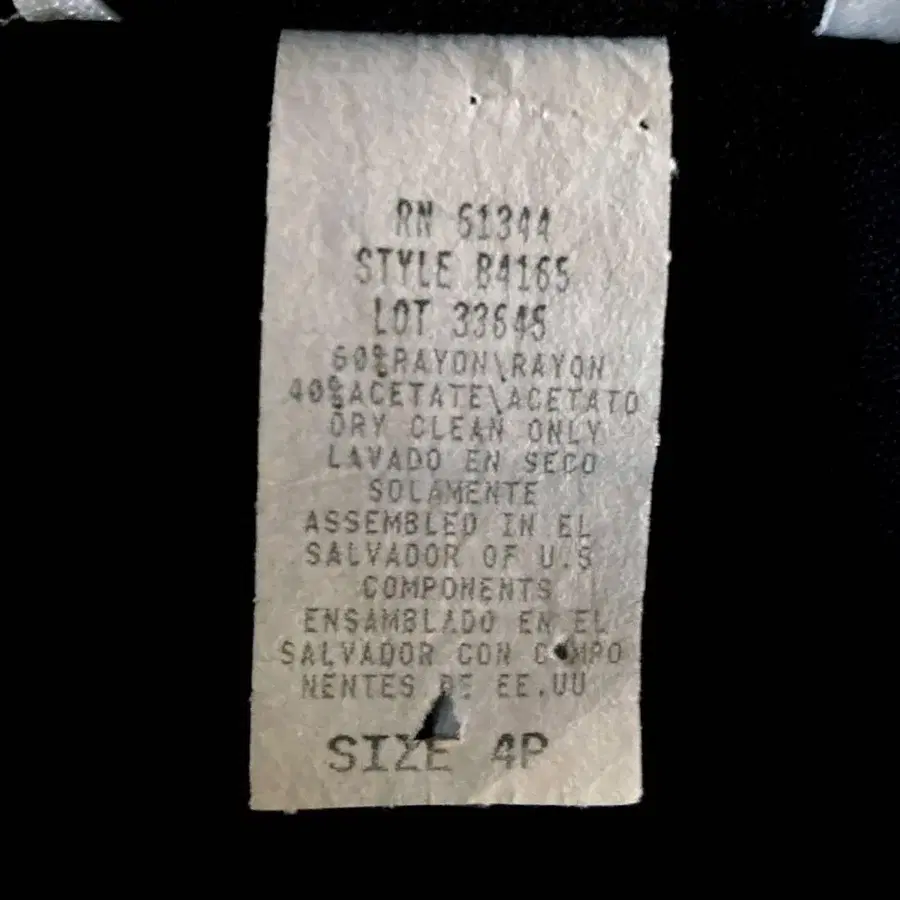 RN 61344
STYLE 84165
LOT 33645
60%RAYON\RAYON
40%ACETATE\ACETATO
DRY CLEAN ONLY
LAVADO EN SECO
SOLAMENTE
ASSEMBLED IN EL
SALVADOR OF U.S
COMPONENTS
ENSAMBLADO EN EL
SALVADOR CON COMPO
NENTES DE EE.UU
SIZE 4P